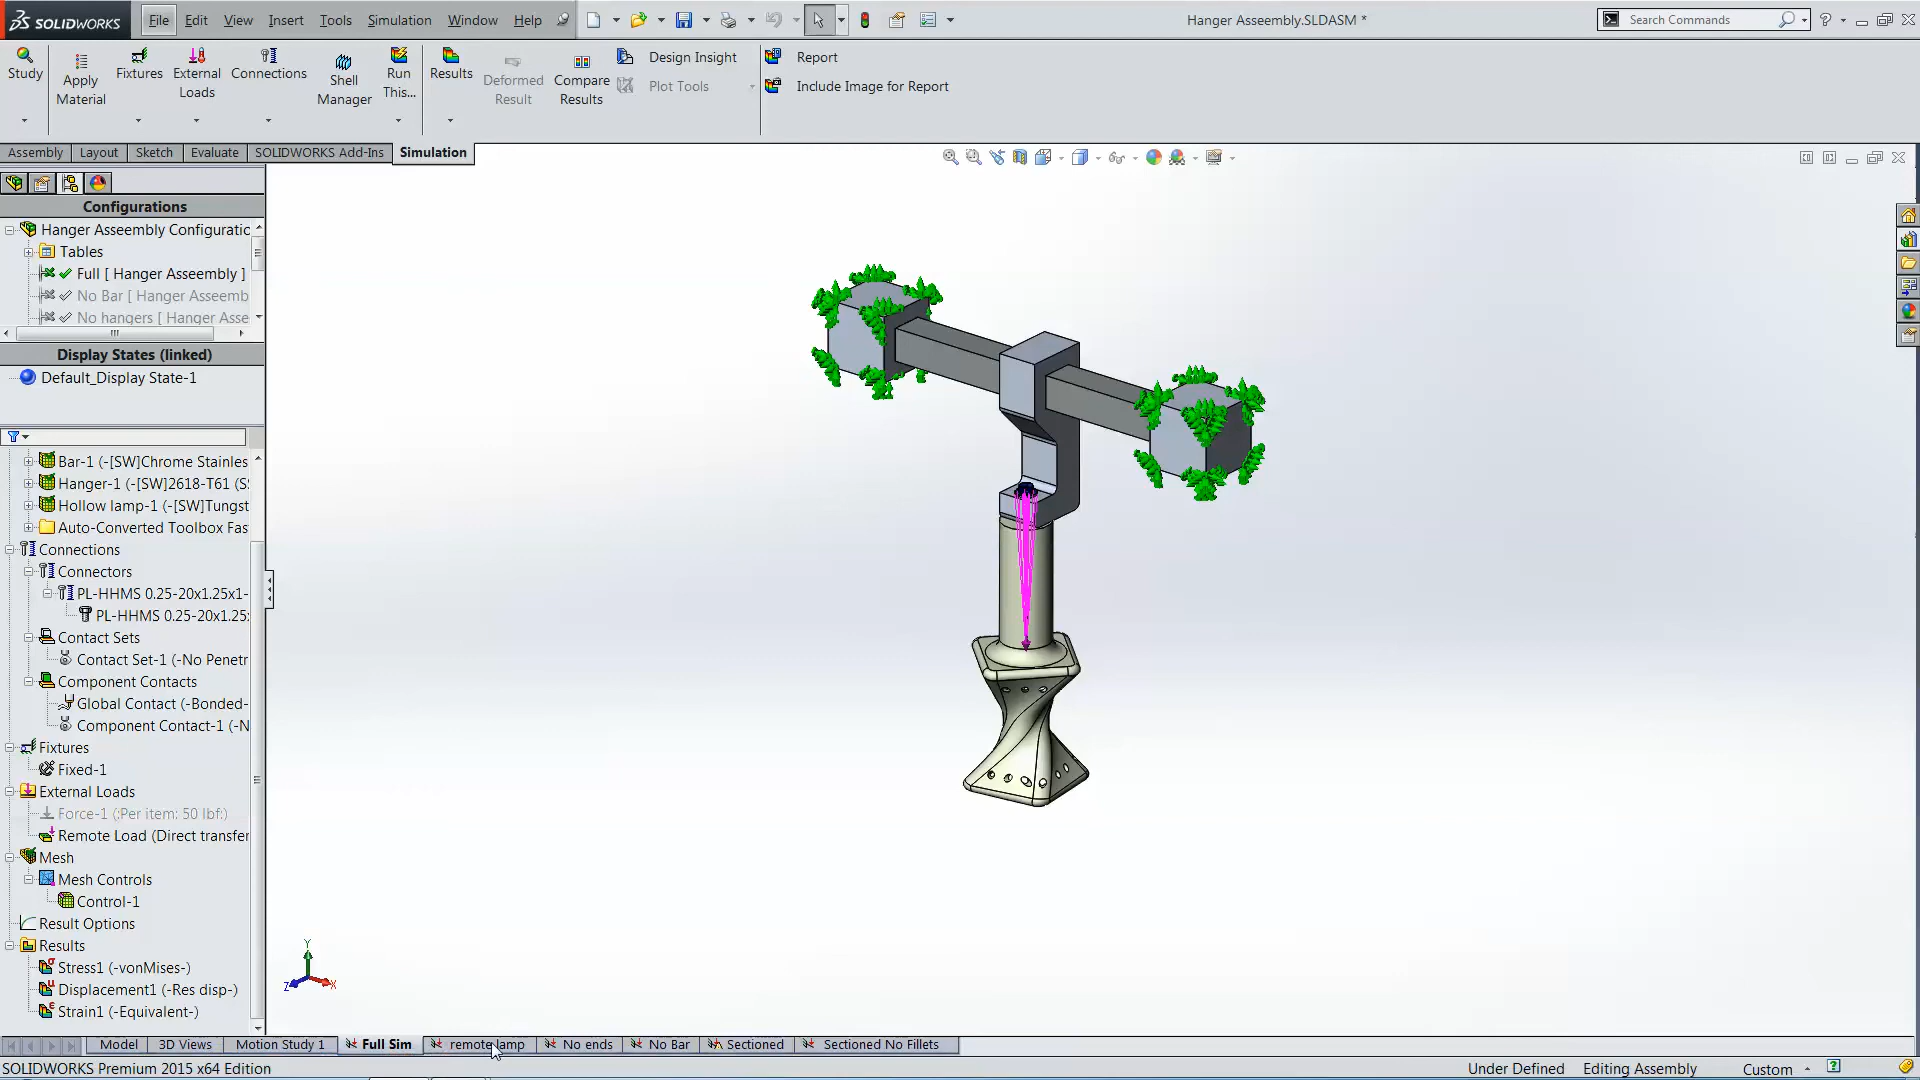 SOLIDWORKS
File Edit View Insert Tools Simulation Window Help
Hanger Asseembly.SLDASM *
Search Commands
Study
Apply Material
Fixtures
External Loads
Connections
Shell Manager
Run This...
Results
Deformed Result
Compare Results
Design Insight
Plot Tools
Report
Include Image for Report
Assembly Layout Sketch Evaluate SOLIDWORKS Add-Ins Simulation
Configurations
Hanger Asseembly Configuratic
Tables
Full [ Hanger Asseembly ]
No Bar [ Hanger Asseemb
No hangers [ Hanger Asse
Display States (linked)
Default_Display State-1
Bar-1 (-[SW]Chrome Stainles
Hanger-1 (-[SW]2618-T61 (SS
Hollow lamp-1 (-[SW]Tungst
Auto-Converted Toolbox Fas
Connections
Connectors
PL-HHMS 0.25-20x1.25x1-
PL-HHMS 0.25-20x1.25x
Contact Sets
Contact Set-1 (-No Penetr
Component Contacts
Global Contact (-Bonded-
Component Contact-1 (-N
Fixtures
Fixed-1
External Loads
Force-1 (:Per item: 50 lbf:)
Remote Load (Direct transfer
Mesh
Mesh Controls
Control-1
Result Options
Results
Stress1 (-vonMises-)
Displacement1 (-Res disp-)
Strain1 (-Equivalent-)
Y
Z
X
Model 3D Views Motion Study 1 Full Sim remote lamp No ends No Bar Sectioned Sectioned No Fillets
SOLIDWORKS Premium 2015 x64 Edition
Under Defined Editing Assembly Custom